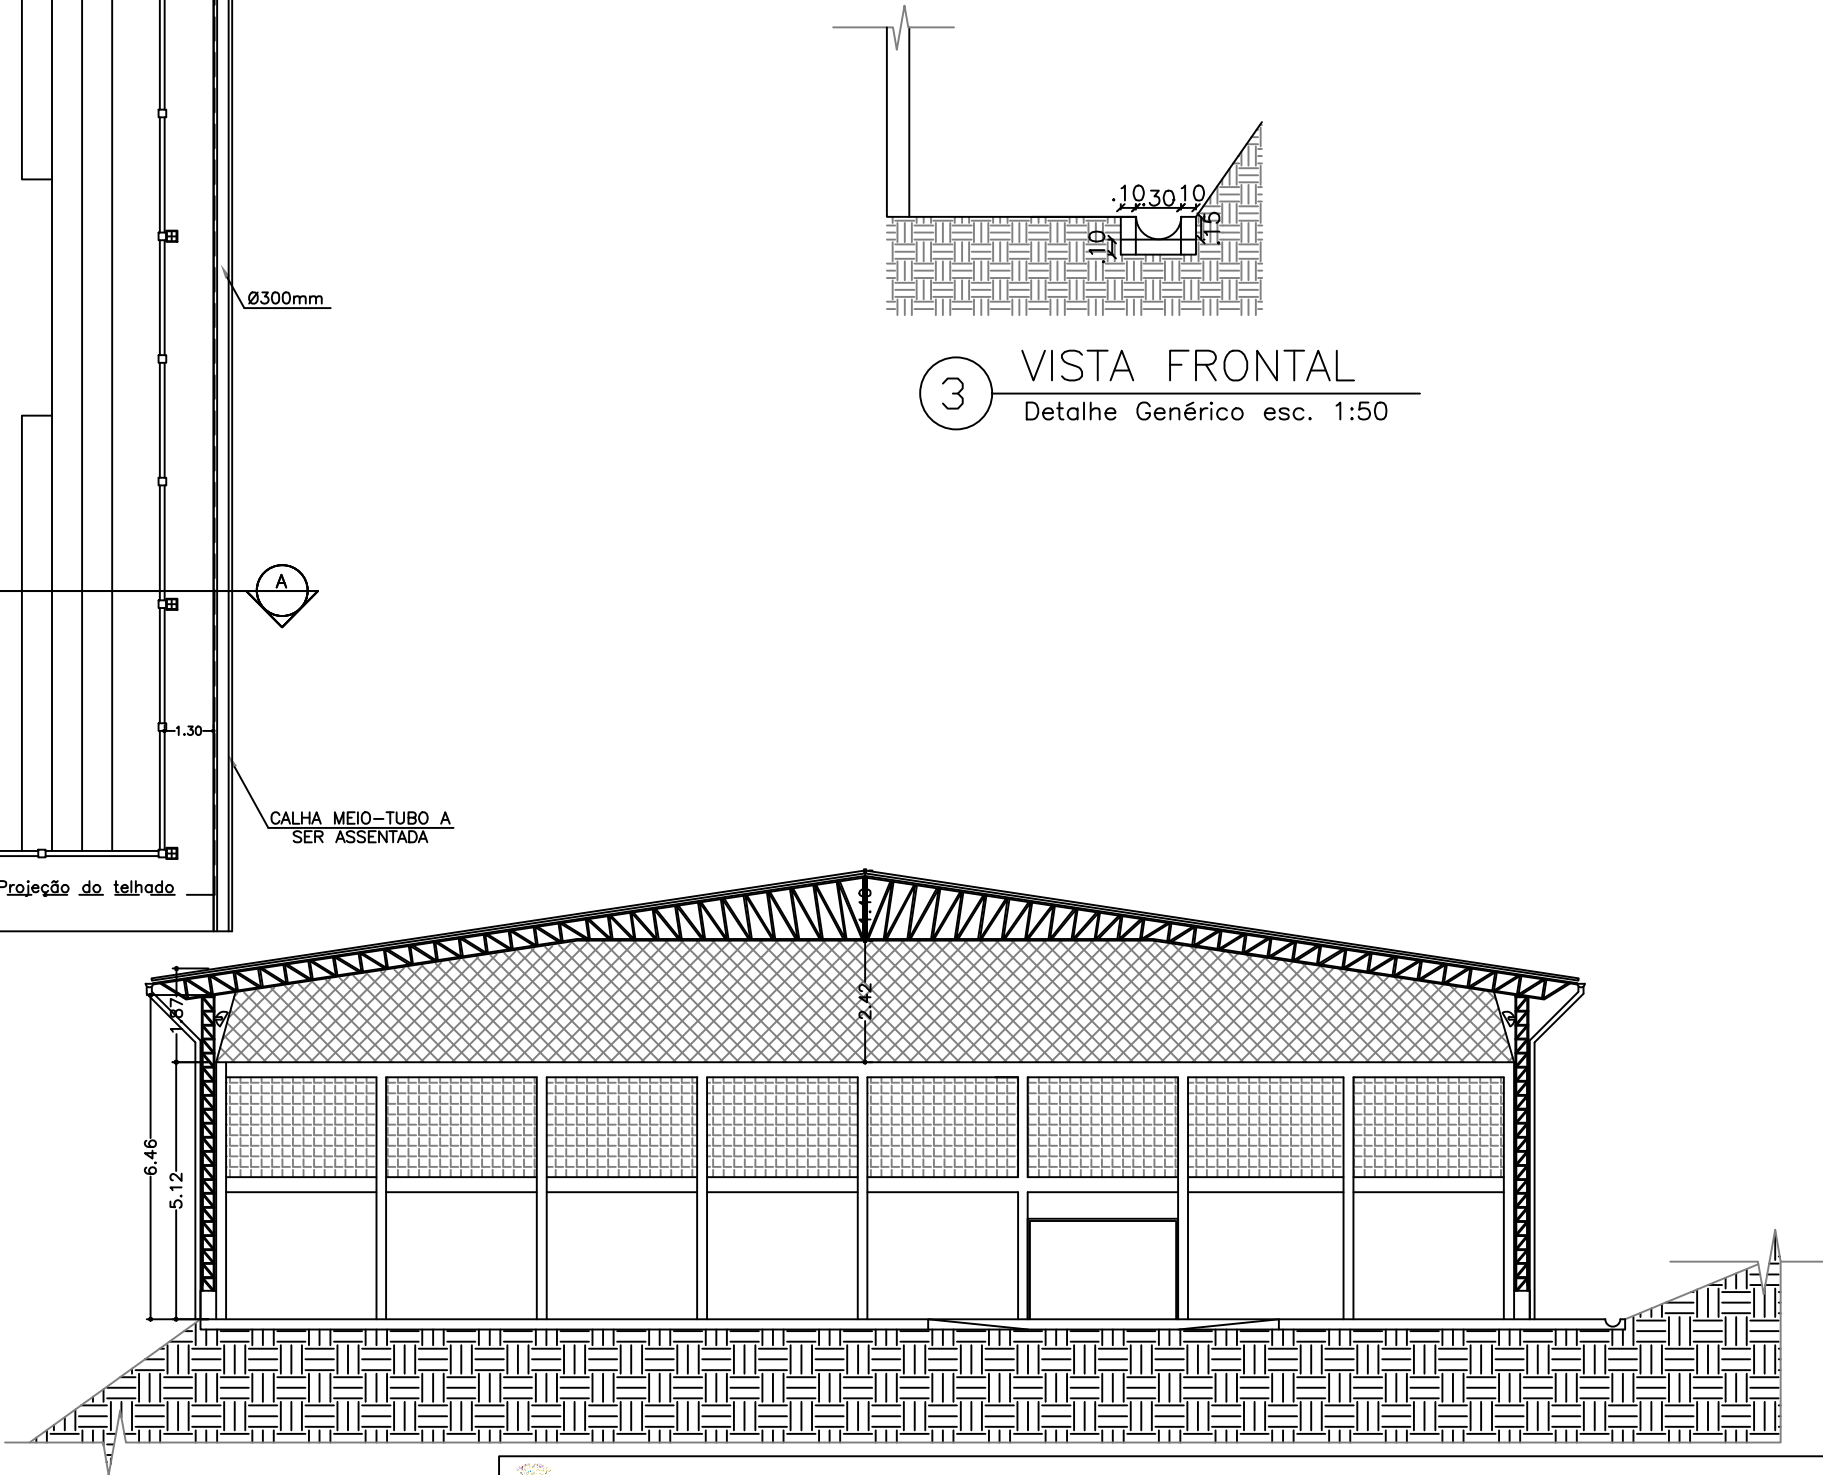 .10
.30
.10
.15
.10
Ø300mm
3
VISTA FRONTAL
Detalhe Genérico esc. 1:50
A
1.30
CALHA MEIO-TUBO A
SER ASSENTADA
Projeção do telhado
1.87
2.42
6.46
5.12